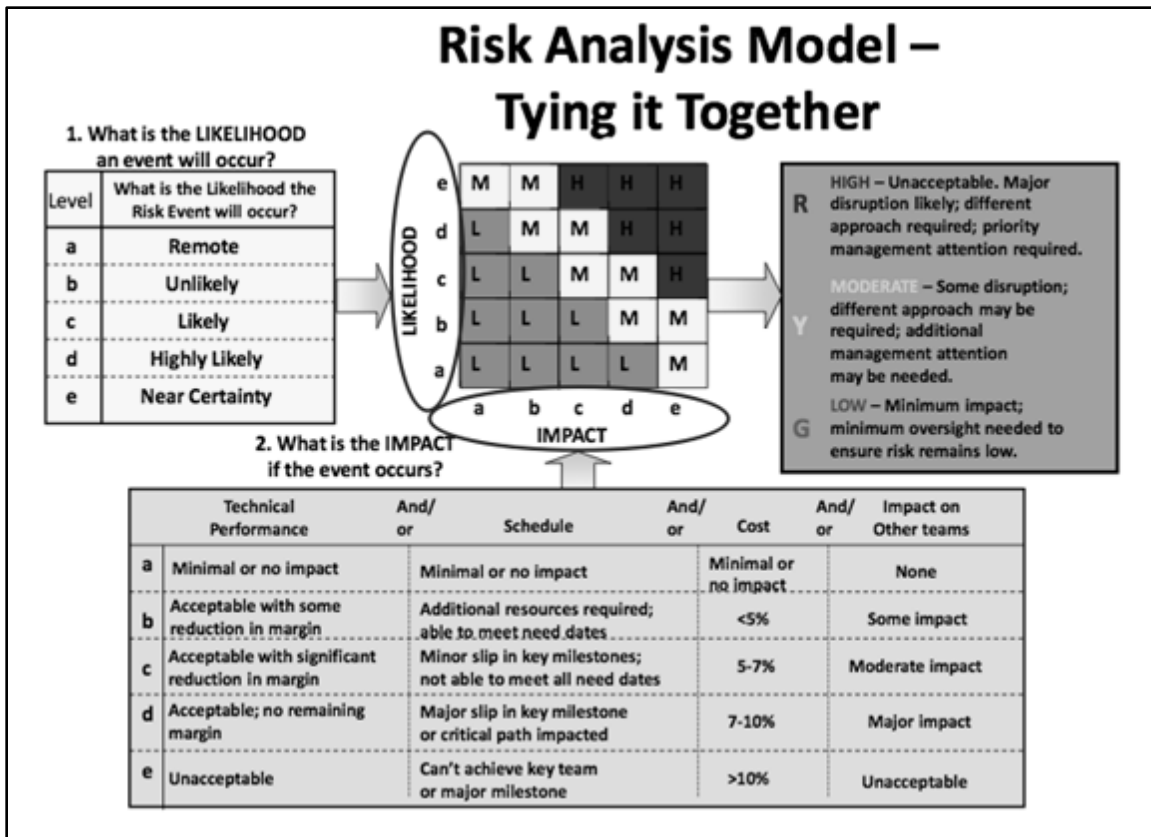 Risk Analysis Model –
Tying it Together
1. What is the LIKELIHOOD
an event will occur?
Level
What is the Likelihood the
Risk Event will occur?
a Remote
b Unlikely
c Likely
d Highly Likely
e Near Certainty
LIKELIHOOD
e M M H H H
d L M M H H
c L L M M H
b L L L M M
a L L L L M
a b c d e
IMPACT
R
HIGH – Unacceptable. Major
disruption likely; different
approach required; priority
management attention required.
Y
MODERATE – Some disruption;
different approach may be
required; additional
management attention
may be needed.
G
LOW – Minimum impact;
minimum oversight needed to
ensure risk remains low.
2. What is the IMPACT
if the event occurs?
Technical
Performance
And/
or
Schedule
And/
or
Cost
And/
or
Impact on
Other teams
a
Minimal or no impact
Minimal or no impact
Minimal or
no impact
None
b
Acceptable with some
reduction in margin
Additional resources required;
able to meet need dates
<5%
Some impact
c
Acceptable with significant
reduction in margin
Minor slip in key milestones;
not able to meet all need dates
5-7%
Moderate impact
d
Acceptable; no remaining
margin
Major slip in key milestone
or critical path impacted
7-10%
Major impact
e
Unacceptable
Can't achieve key team
or major milestone
>10%
Unacceptable